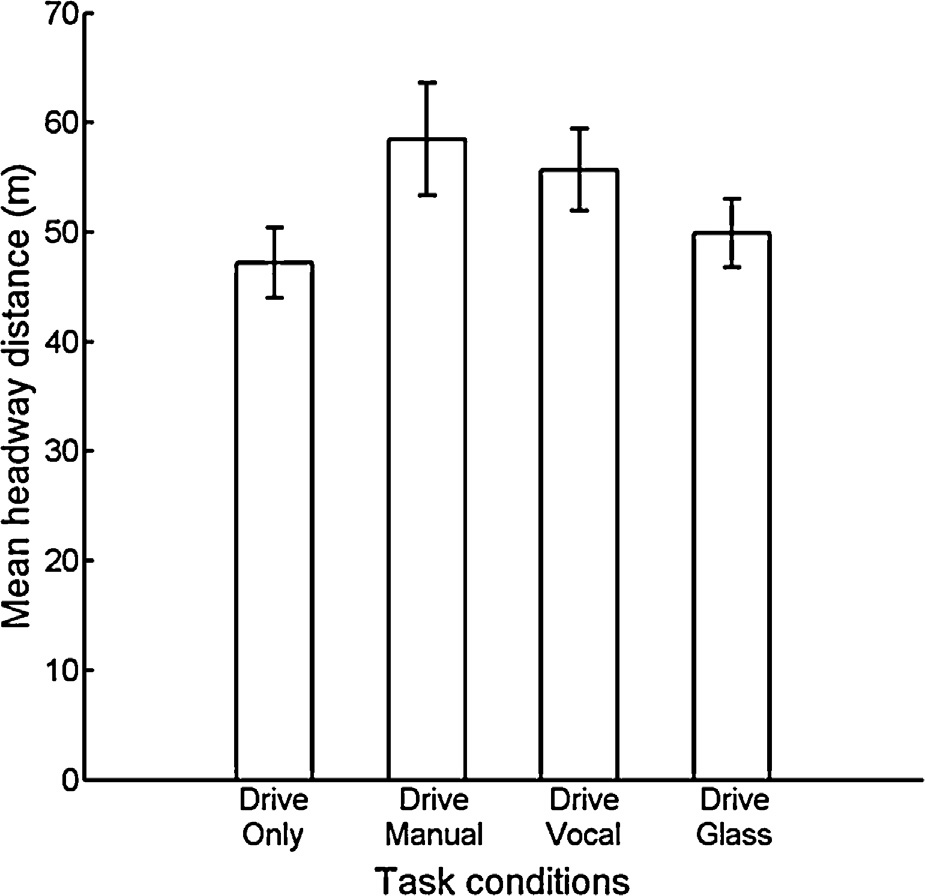 70
60
50
40
30
20
10
0
Mean headway distance (m)
Drive Only
Drive Manual
Drive Vocal
Drive Glass
Task conditions